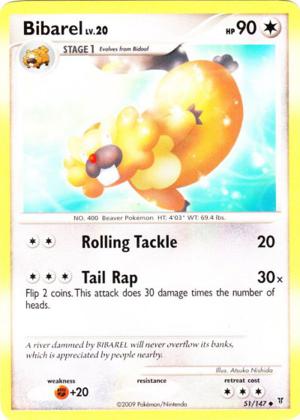 Bibarel LV.20 HP 90
STAGE 1 Evolves from Bidoof
NO. 400 Beaver Pokémon HT: 4'03" WT: 69.4 lbs.
Rolling Tackle 20
Tail Rap 30x
Flip 2 coins. This attack does 30 damage times the number of
heads.
A river dammed by BIBAREL will never overflow its banks,
which is appreciated by people nearby.
Illus. Atsuko Nishida
weakness resistance retreat cost
+20
©2009 Pokémon/Nintendo 51/147